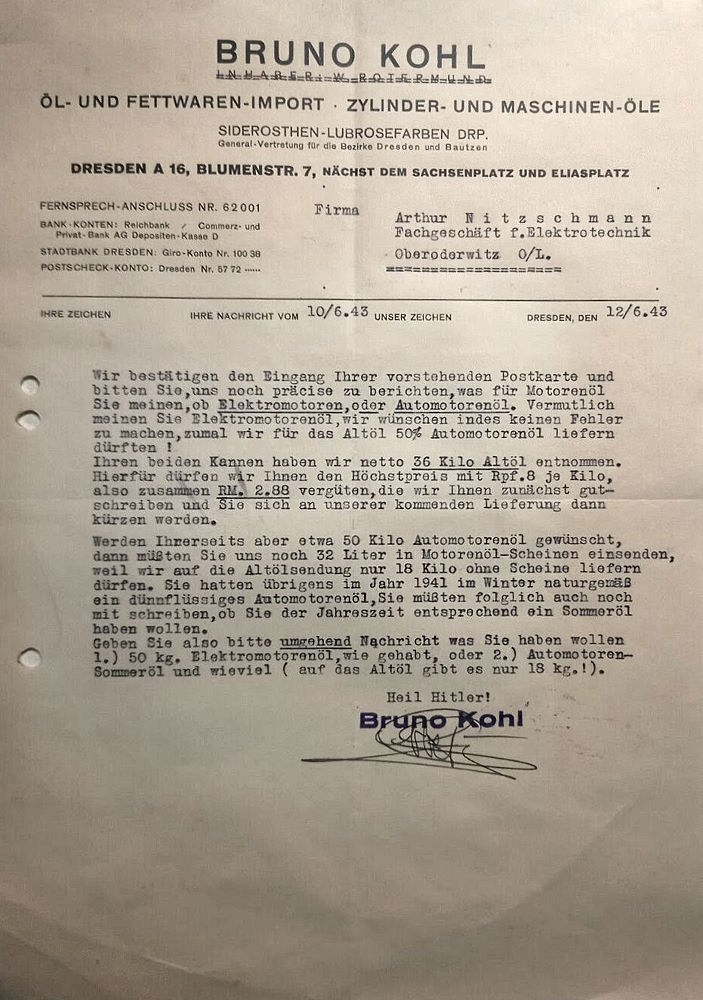 BRUNO KOHL
INHABER: W. ROTERMUND
ÖL- UND FETTWAREN-IMPORT · ZYLINDER- UND MASCHINEN-ÖLE
SIDEROSTHEN-LUBROSEFARBEN DRP.
General-Vertretung für die Bezirke Dresden und Bautzen
DRESDEN A 16, BLUMENSTR. 7, NÄCHST DEM SACHSENPLATZ UND ELIASPLATZ
FERNSPRECH-ANSCHLUSS NR. 62001
BANK-KONTEN: Reichbank / Commerz- und
Privat-Bank AG Depositen-Kasse D
STADTBANK DRESDEN: Giro-Konto Nr. 100 38
POSTSCHECK-KONTO: Dresden Nr. 57 72
Firma
Arthur Nitzschmann
Fachgeschäft f.Elektrotechnik
Oberoderwitz O/L.
IHRE ZEICHEN IHRE NACHRICHT VOM 10/6.43 UNSER ZEICHEN DRESDEN, DEN 12/6.43
Wir bestätigen den Eingang Ihrer vorstehenden Postkarte und
bitten Sie,uns noch präcise zu berichten,was für Motorenöl
Sie meinen,ob Elektromotoren,oder Automotorenöl. Vermutlich
meinen Sie Elektromotorenöl,wir wünschen indes keinen Fehler
zu machen,zumal wir für das Altöl 50% Automotorenöl liefern
dürften !
Ihren beiden Kannen haben wir netto 36 Kilo Altöl entnommen.
Hierfür dürfen wir Ihnen den Höchstpreis mit Rpf.8 je Kilo,
also zusammen RM. 2.88 vergüten,die wir Ihnen zunächst gut-
schreiben und Sie sich an unserer kommenden Lieferung dann
kürzen werden.
Werden Ihrerseits aber etwa 50 Kilo Automotorenöl gewünscht,
dann müßten Sie uns noch 32 Liter in Motorenöl-Scheinen einsenden,
weil wir auf die Altölsendung nur 18 Kilo ohne Scheine liefern
dürfen. Sie hatten übrigens im Jahr 1941 im Winter naturgemäß
ein dünnflüssiges Automotorenöl,Sie müßten folglich auch noch
mit schreiben,ob Sie der Jahreszeit entsprechend ein Sommeröl
haben wollen.
Geben Sie also bitte umgehend Nachricht was Sie haben wollen
1.) 50 kg. Elektromotorenöl,wie gehabt, oder 2.) Automotoren-
Sommeröl und wieviel ( auf das Altöl gibt es nur 18 kg.!).
Heil Hitler!
Bruno Kohl